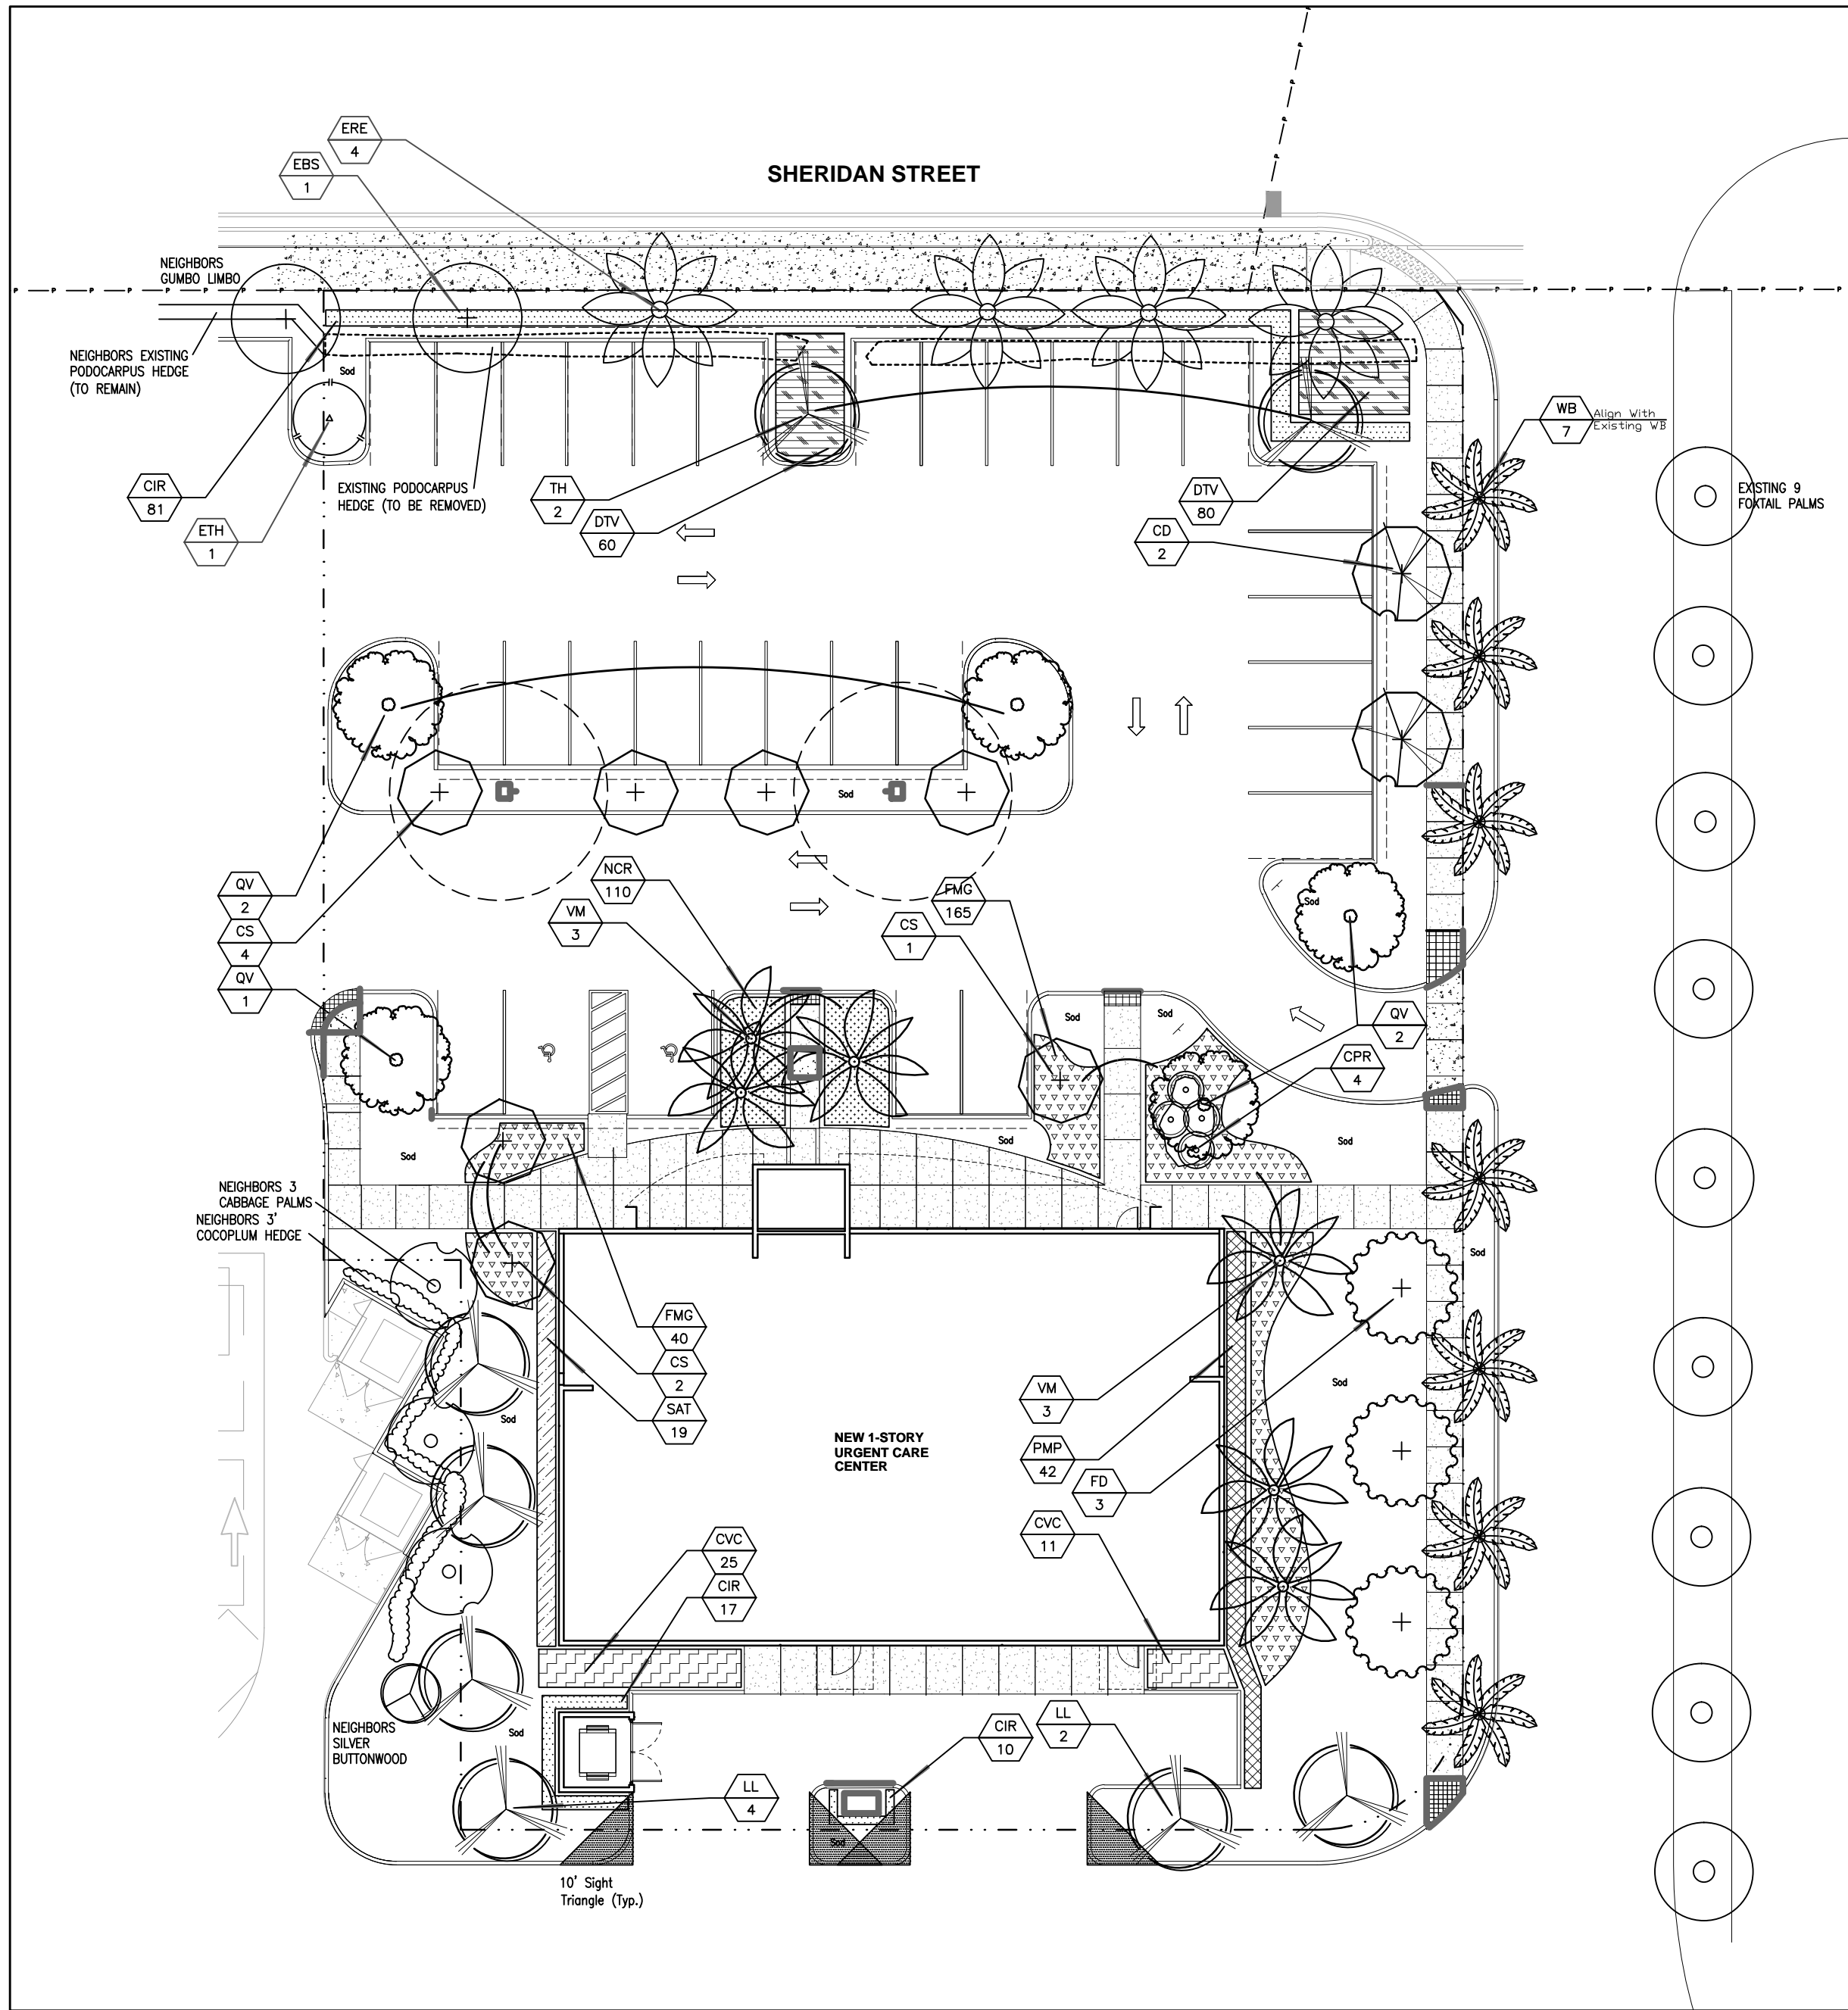 SHERIDAN STREET
ERE
4
EBS
1
NEIGHBORS
GUMBO LIMBO
NEIGHBORS EXISTING
PODOCARPUS HEDGE
(TO REMAIN)
Sod
CIR
81
ETH
1
EXISTING PODOCARPUS
HEDGE (TO BE REMOVED)
TH
2
DTV
60
DTV
80
CD
2
WB
7
Align With
Existing WB
EXISTING 9
FOXTAIL PALMS
Sod
QV
2
CS
4
QV
1
NCR
110
VM
3
FMG
165
CS
1
Sod
QV
2
CPR
4
Sod
Sod
Sod
Sod
Sod
Sod
NEIGHBORS 3
CABBAGE PALMS
NEIGHBORS 3'
COCOPLUM HEDGE
FMG
40
CS
2
SAT
19
Sod
NEW 1-STORY
URGENT CARE
CENTER
VM
3
PMP
42
FD
3
CVC
11
Sod
CVC
25
CIR
17
NEIGHBORS
SILVER
BUTTONWOOD
Sod
LL
4
CIR
10
LL
2
Sod
10' Sight
Triangle (Typ.)